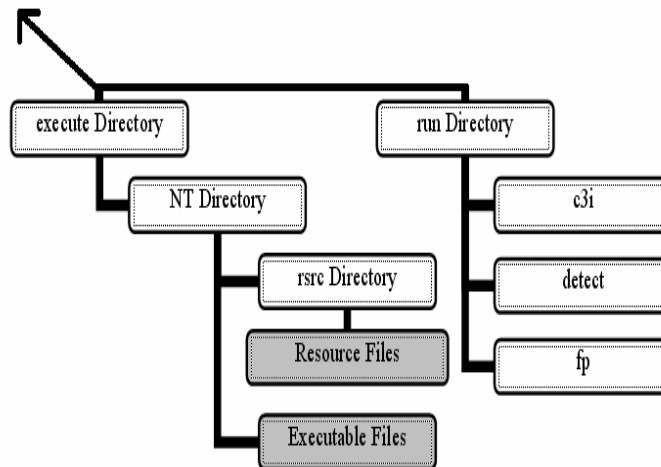 execute Directory
run Directory
NT Directory
c3i
rsrc Directory
detect
Resource Files
fp
Executable Files